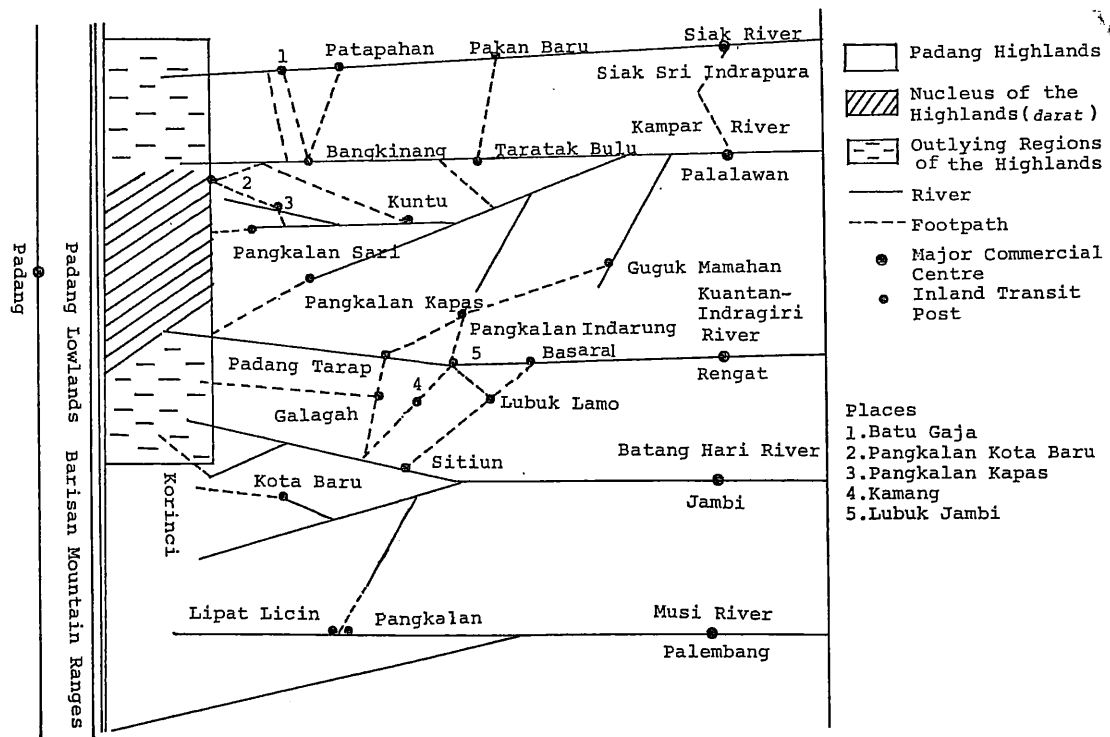 Siak River
1
Patapahan
Pakan Baru
Siak Sri Indrapura
Kampar River
Bangkinang
Taratak Bulu
Palalawan
2
3
Kuntu
Pangkalan Sari
Guguk Mamahan
Pangkalan Kapas
Kuantan-
Indragiri
River
Pangkalan Indarung
5
Basaral
Padang Tarap
Rengat
4
Galagah
Lubuk Lamo
Sitiun
Batang Hari River
Kota Baru
Jambi
Korinci
Lipat Licin
Pangkalan
Musi River
Palembang
Padang
Padang Lowlands
Barisan Mountain Ranges
Padang Highlands
Nucleus of the
Highlands(darat)
Outlying Regions
of the Highlands
River
Footpath
Major Commercial
Centre
Inland Transit
Post
Places
1.Batu Gaja
2.Pangkalan Kota Baru
3.Pangkalan Kapas
4.Kamang
5.Lubuk Jambi